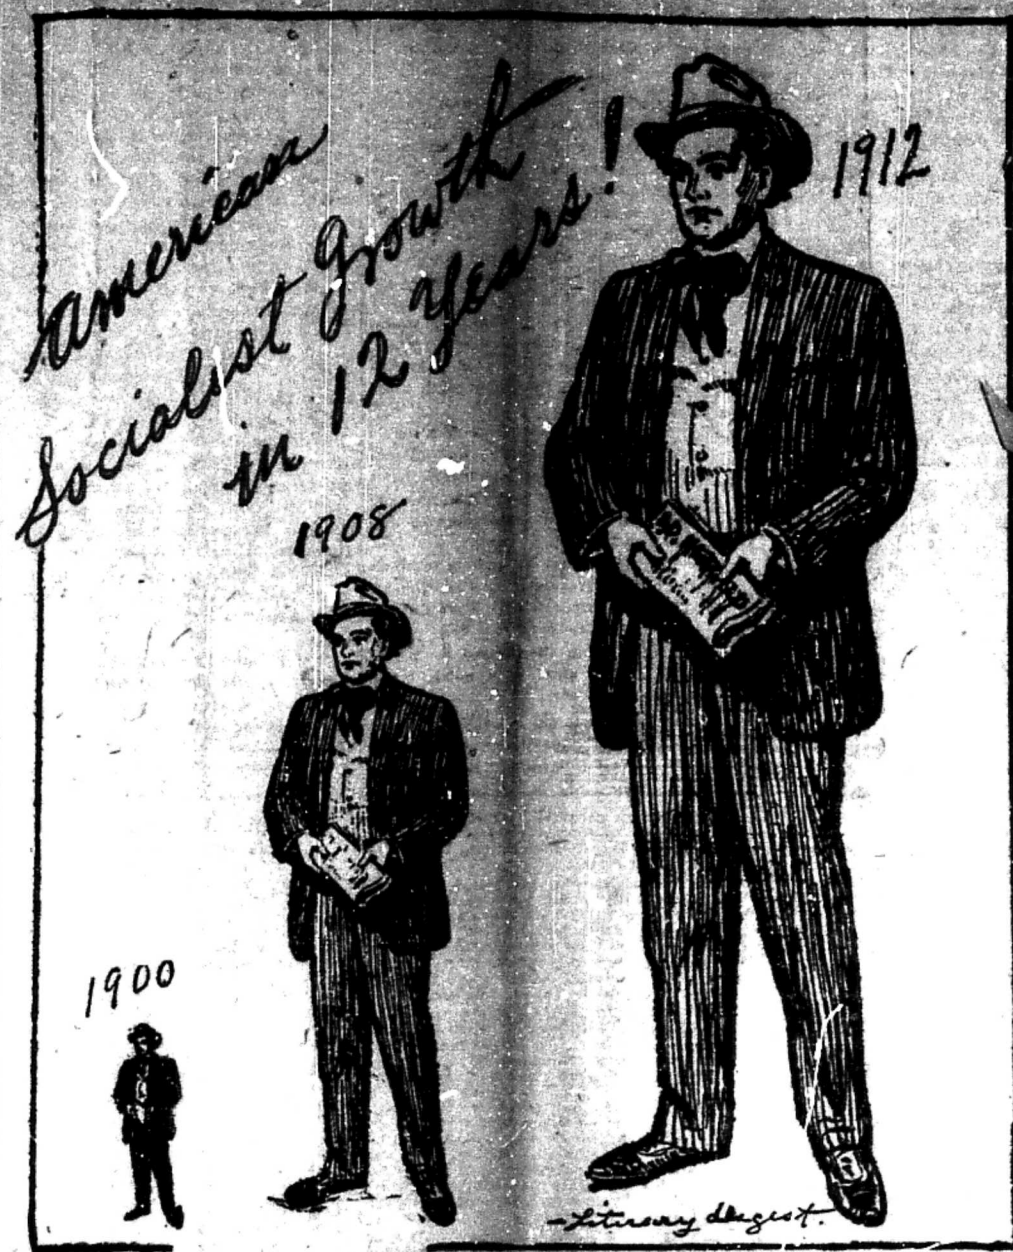 American
Socialist Growth
in 12 Years!
1912
1908
1900
-Literary Digest.